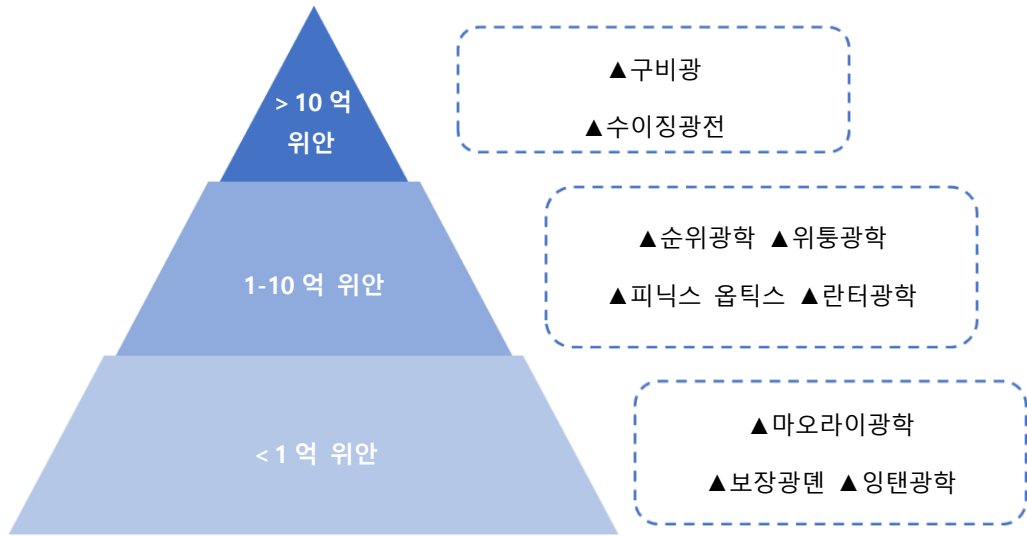 > 10 억
위안
▲구비광
▲수이징광전
1-10 억 위안
▲순위광학 ▲위퉁광학
▲피닉스 옵틱스 ▲란터광학
< 1 억 위안
▲마오라이광학
▲보장광뎬 ▲잉탠광학